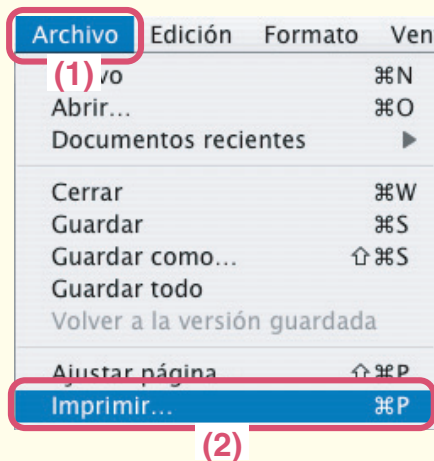 Archivo Edición Formato Ven
(1) vo ⌘N
Abrir... ⌘O
Documentos recientes ▶
Cerrar ⌘W
Guardar ⌘S
Guardar como... ⇧⌘S
Guardar todo
Volver a la versión guardada
Ajustar página ⇧⌘P
Imprimir... ⌘P
(2)